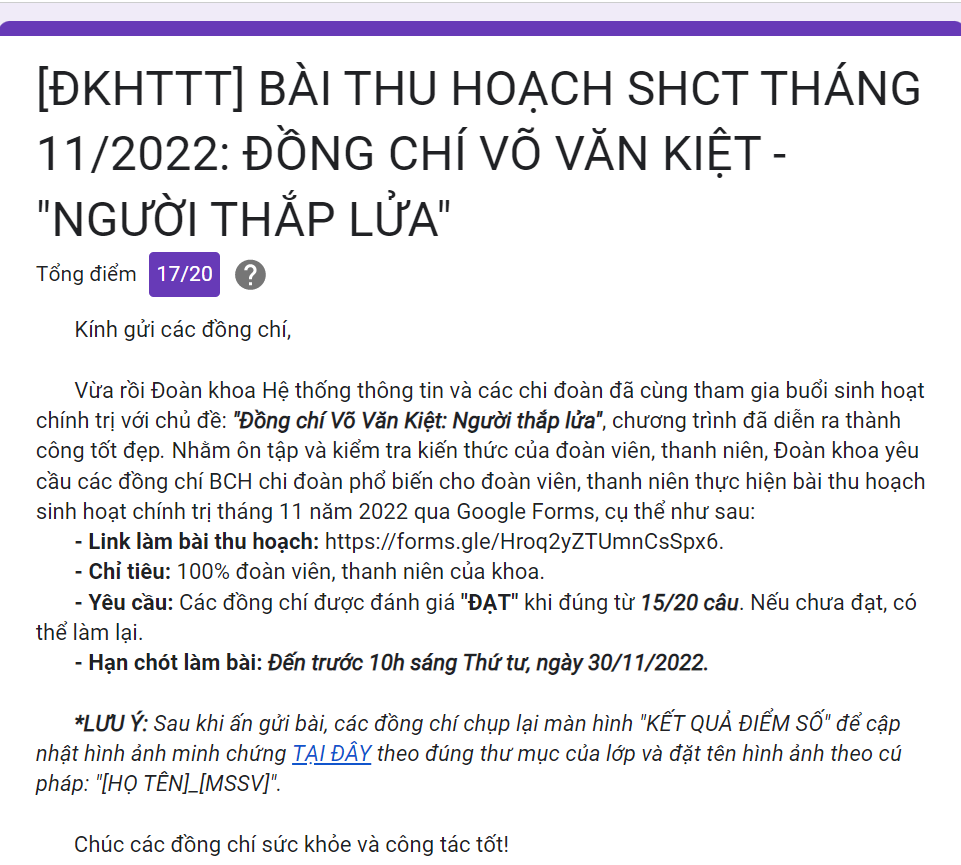 [ĐKHTTT] BÀI THU HOẠCH SHCT THÁNG
11/2022: ĐỒNG CHÍ VÕ VĂN KIỆT -
"NGƯỜI THẮP LỬA"
Tổng điểm 17/20 ?
Kính gửi các đồng chí,
Vừa rồi Đoàn khoa Hệ thống thông tin và các chi đoàn đã cùng tham gia buổi sinh hoạt
chính trị với chủ đề: "Đồng chí Võ Văn Kiệt: Người thắp lửa", chương trình đã diễn ra thành
công tốt đẹp. Nhằm ôn tập và kiểm tra kiến thức của đoàn viên, thanh niên, Đoàn khoa yêu
cầu các đồng chí BCH chi đoàn phổ biến cho đoàn viên, thanh niên thực hiện bài thu hoạch
sinh hoạt chính trị tháng 11 năm 2022 qua Google Forms, cụ thể như sau:
- Link làm bài thu hoạch: https://forms.gle/Hroq2yZTUmnCsSpx6.
- Chỉ tiêu: 100% đoàn viên, thanh niên của khoa.
- Yêu cầu: Các đồng chí được đánh giá "ĐẠT" khi đúng từ 15/20 câu. Nếu chưa đạt, có
thể làm lại.
- Hạn chót làm bài: Đến trước 10h sáng Thứ tư, ngày 30/11/2022.
*LƯU Ý: Sau khi ấn gửi bài, các đồng chí chụp lại màn hình "KẾT QUẢ ĐIỂM SỐ" để cập
nhật hình ảnh minh chứng TẠI ĐÂY theo đúng thư mục của lớp và đặt tên hình ảnh theo cú
pháp: "[HỌ TÊN]_[MSSV]".
Chúc các đồng chí sức khỏe và công tác tốt!